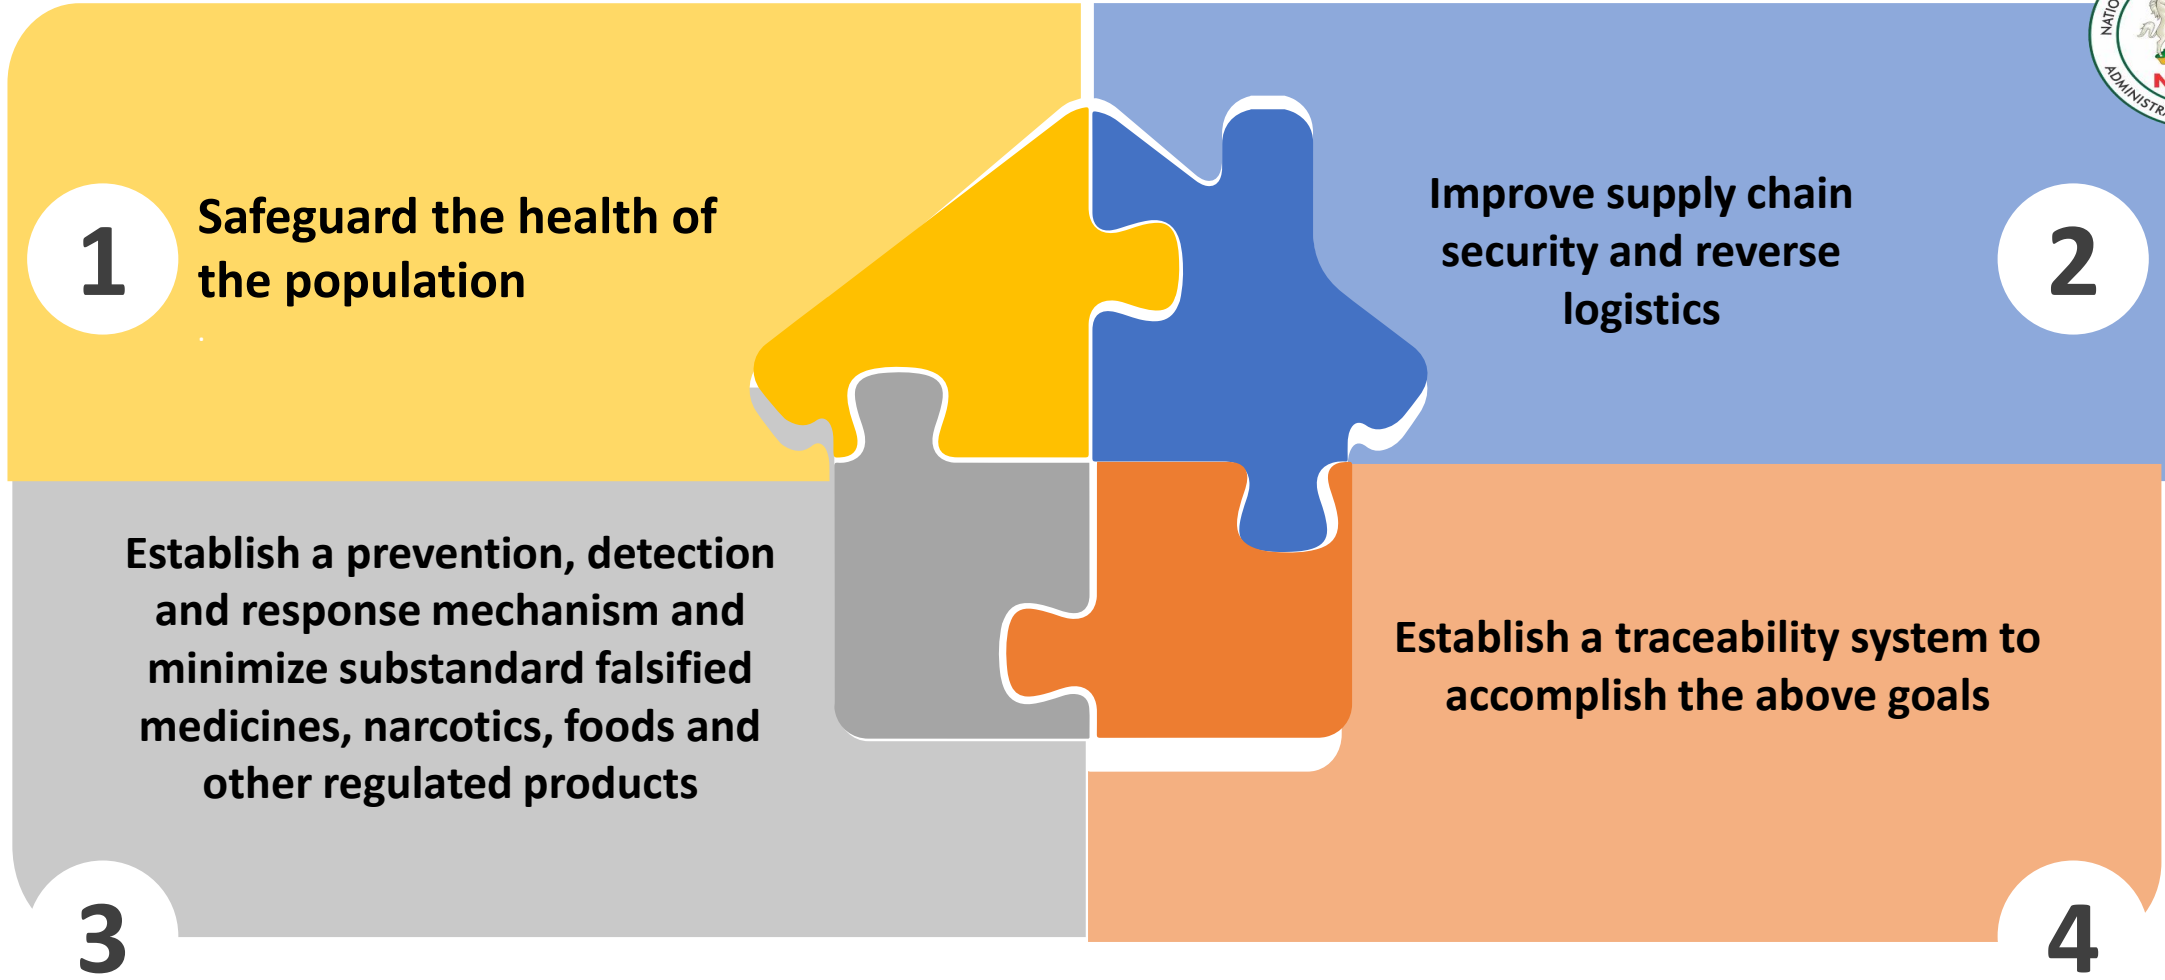 1
Safeguard the health of
the population
.
Improve supply chain
security and reverse
logistics
2
Establish a prevention, detection
and response mechanism and
minimize substandard falsified
medicines, narcotics, foods and
other regulated products
3
Establish a traceability system to
accomplish the above goals
4